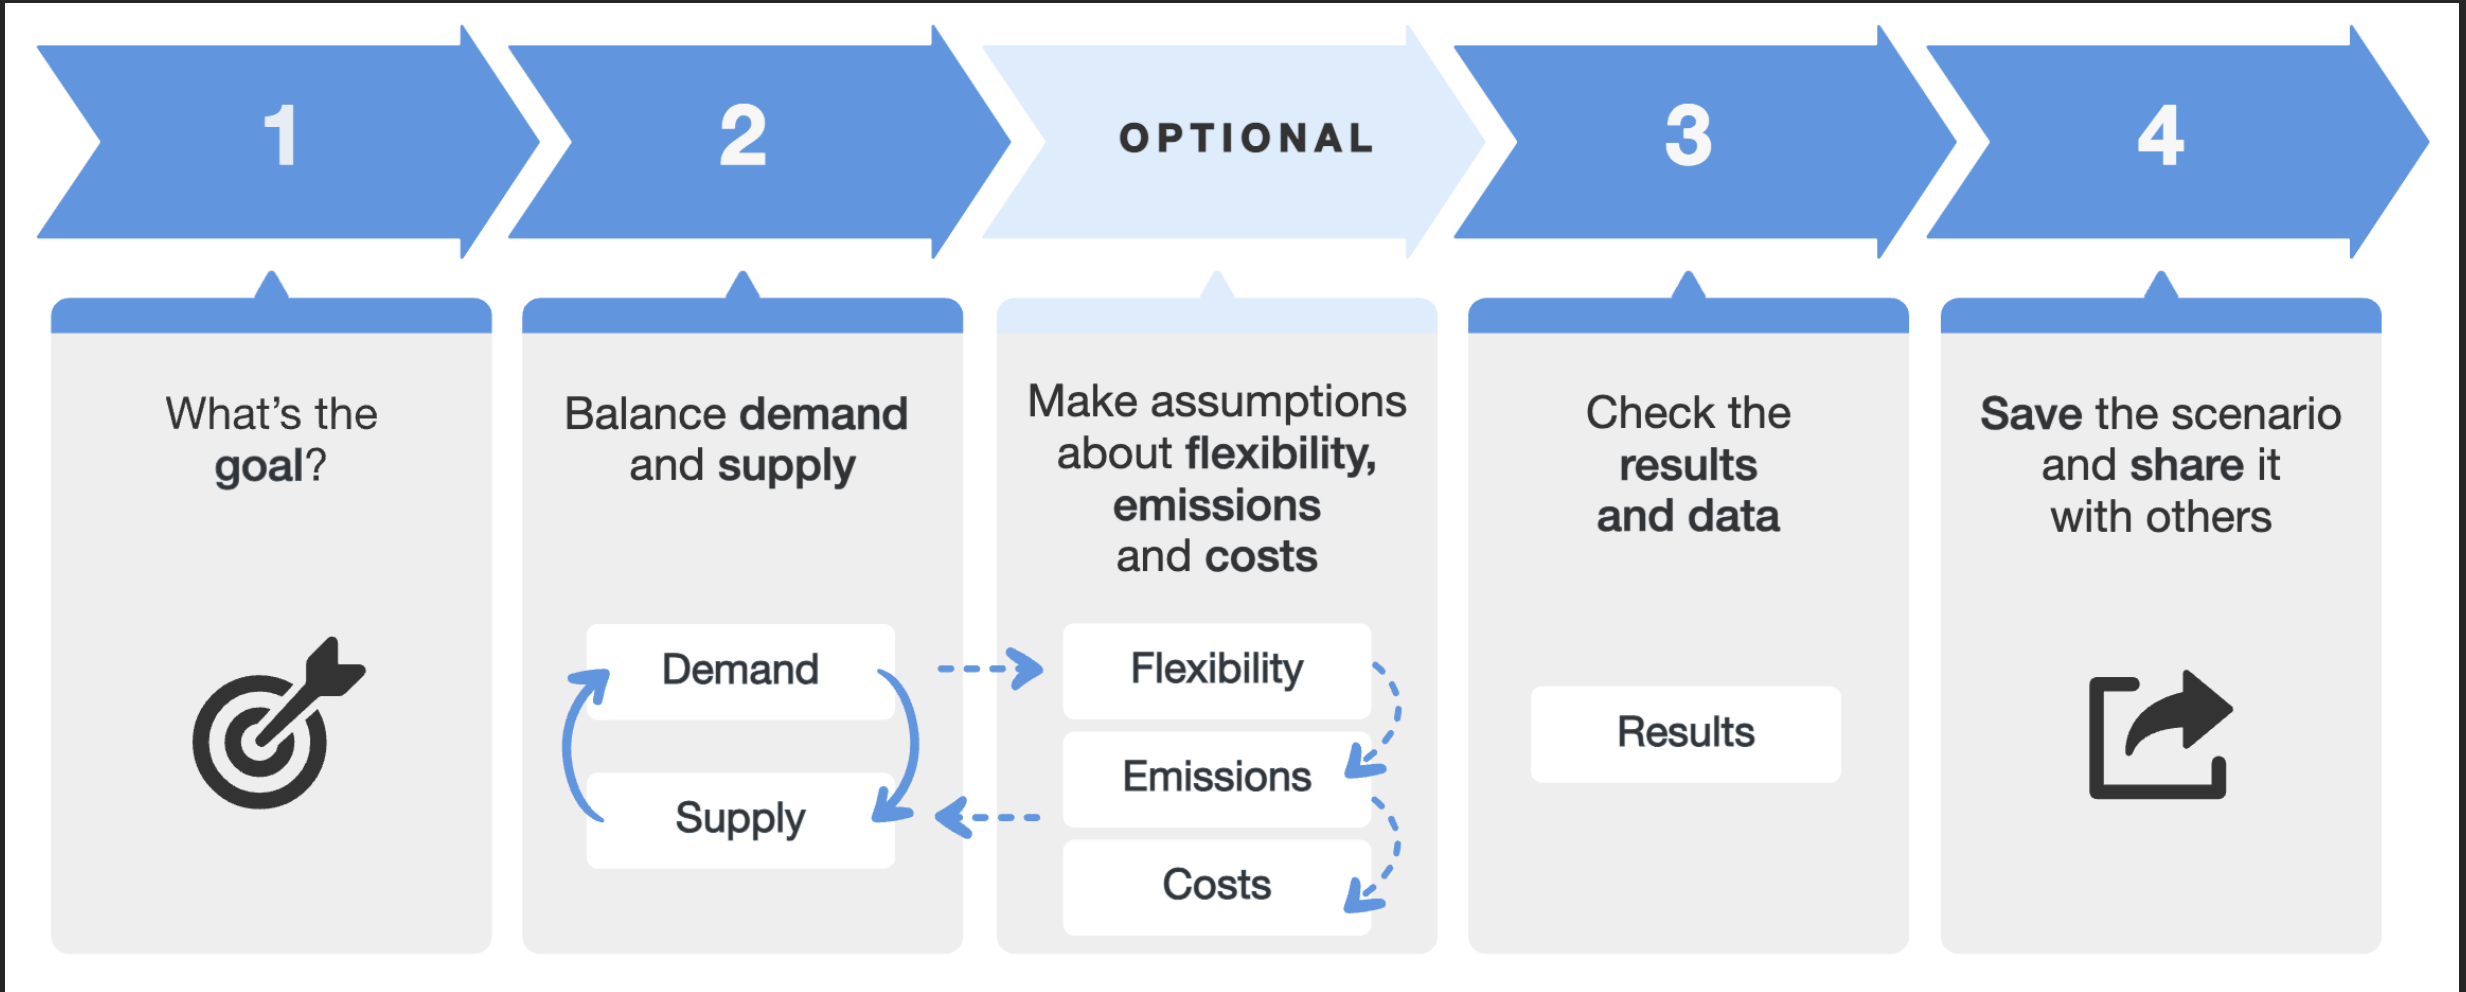 1
2
OPTIONAL
3
4
What’s the
goal?
Balance demand
and supply
Demand
Supply
Make assumptions
about flexibility,
emissions
and costs
Flexibility
Emissions
Costs
Check the
results
and data
Results
Save the scenario
and share it
with others